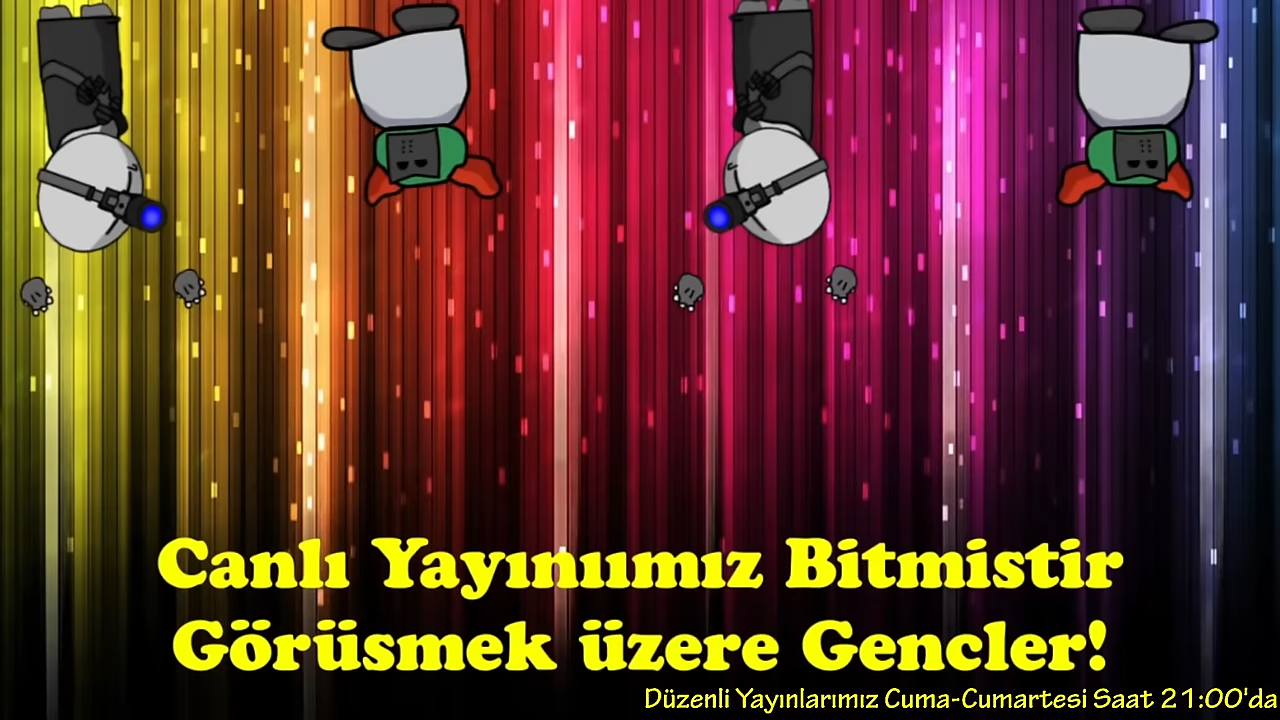 Canlı Yayınıımız Bitmistir
Görüsmek üzere Gencler!
Düzenli Yayınlarımız Cuma-Cumartesi Saat 21:00'da